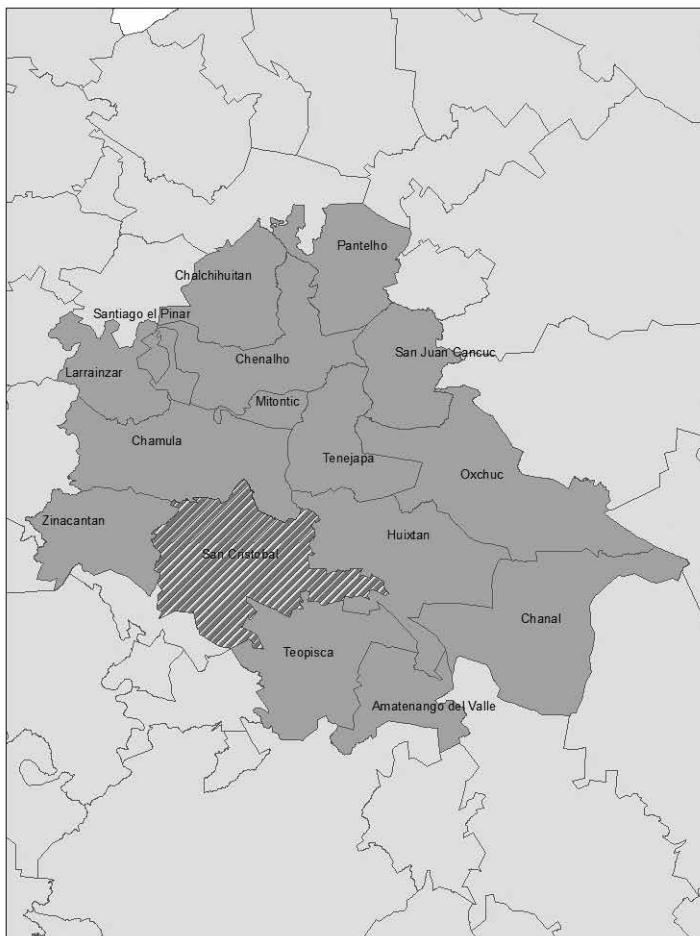 Pantelho
Chalchihuitan
Santiago el Pinar
San Juan Cancuc
Chenalho
Larrainzar
Mitontic
Chamula
Tenejapa
Oxchuc
Zinacantan
Huixtan
San Cristobal
Chanal
Teopisca
Amatenango del Valle